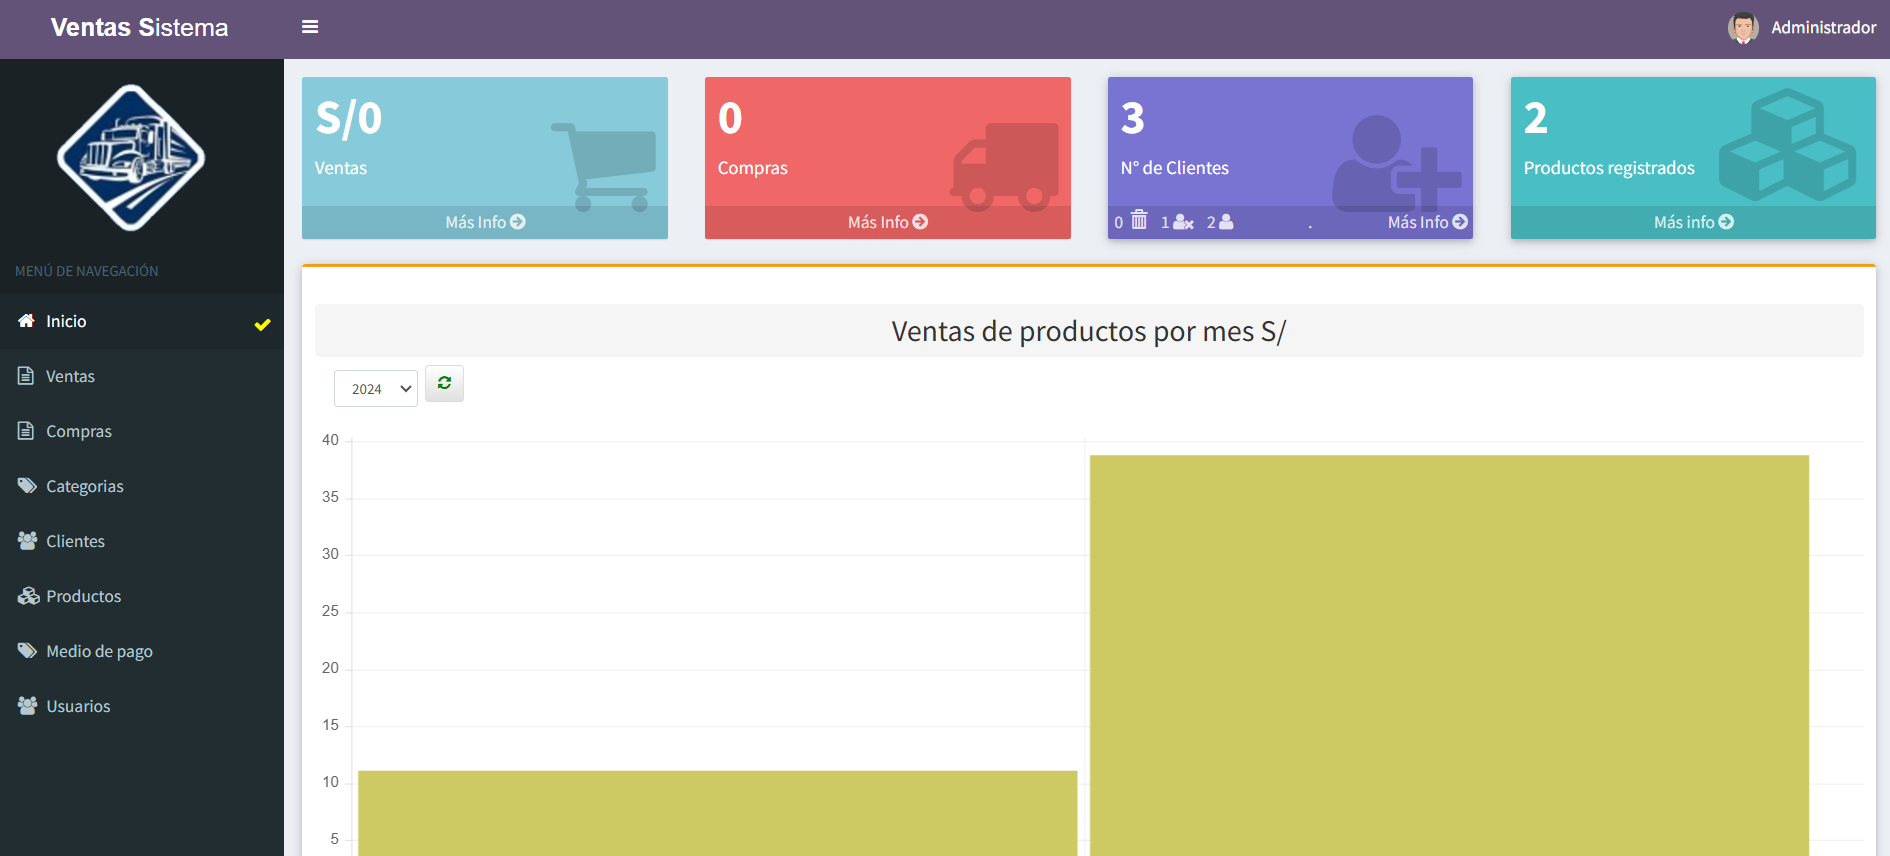 Ventas Sistema
Administrador
S/0
Ventas
Más Info
0
Compras
Más Info
3
N° de Clientes
0 1 2 . Más Info
2
Productos registrados
Más info
MENÚ DE NAVEGACIÓN
Inicio
Ventas
Compras
Categorias
Clientes
Productos
Medio de pago
Usuarios
Ventas de productos por mes S/
2024
40
35
30
25
20
15
10
5